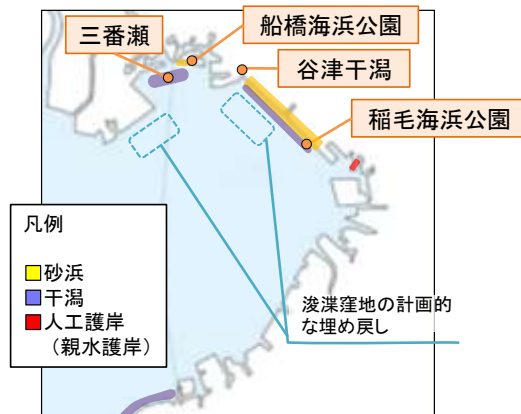 船橋海浜公園
三番瀬
谷津干潟
稲毛海浜公園
凡例
砂浜
干潟
人工護岸
（親水護岸）
浚渫窪地の計画的
な埋め戻し